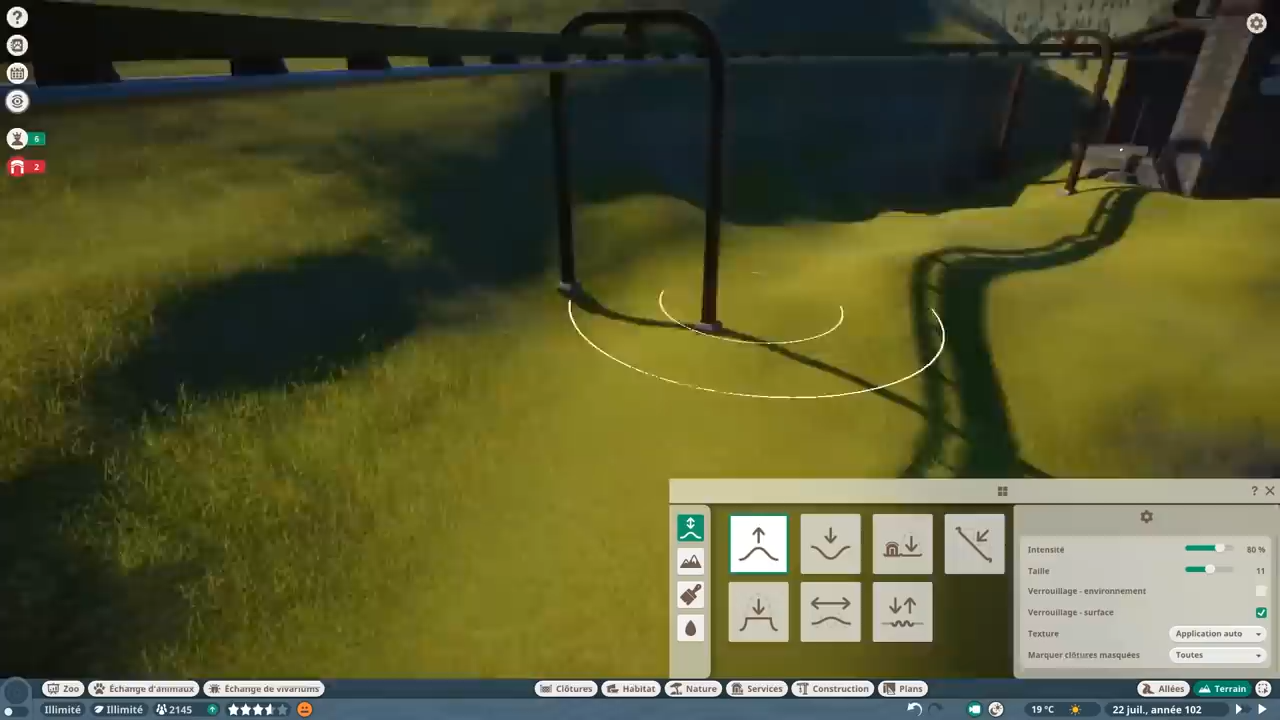 ?
6
2
? ×
Intensité 80 %
Taille 11
Verrouillage - environnement
Verrouillage - surface
Texture Application auto
Marquer clôtures masquées Toutes
Zoo Échange d'animaux Échange de vivariums Clôtures Habitat Nature Services Construction Plans Allées Terrain
Illimité Illimité 2145 19 °C 22 juil., année 102